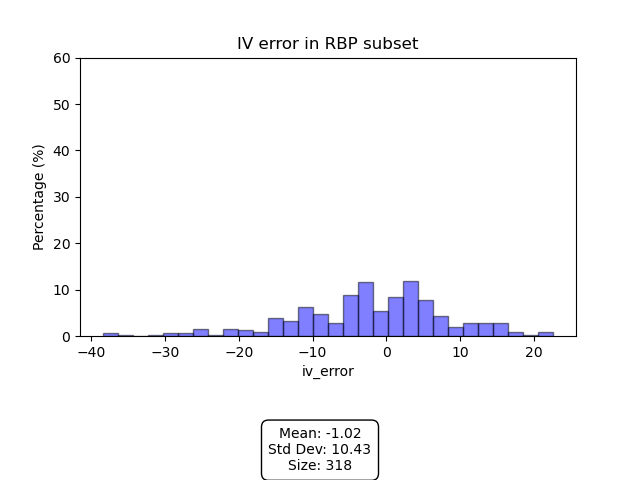 IV error in RBP subset
60
50
40
30
20
10
0
Percentage (%)
−40
−30
−20
−10
0
10
20
iv_error
Mean: -1.02
Std Dev: 10.43
Size: 318